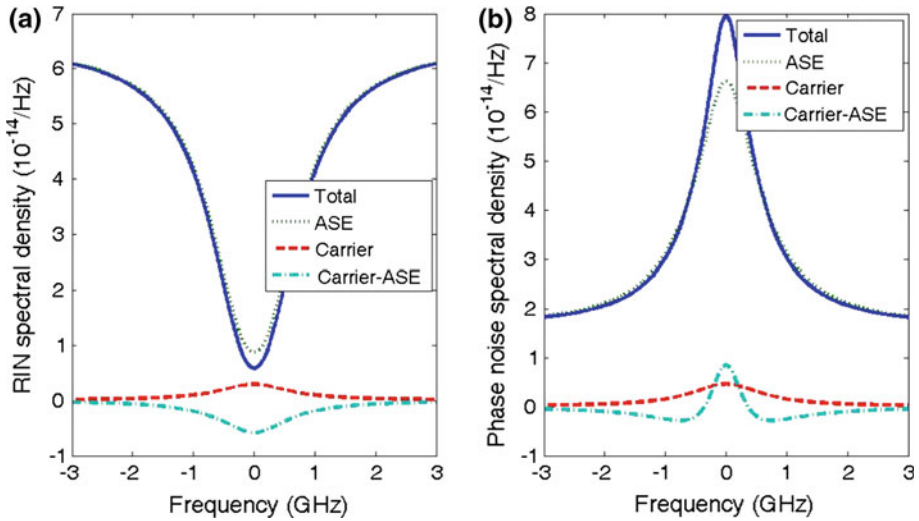 (a)
RIN spectral density (10⁻¹⁴/Hz)
7
6
5
4
3
2
1
0
-1
-3
-2
-1
0
1
2
3
Frequency (GHz)
Total
ASE
Carrier
Carrier-ASE
(b)
Phase noise spectral density (10⁻¹⁴/Hz)
8
7
6
5
4
3
2
1
0
-1
-3
-2
-1
0
1
2
3
Frequency (GHz)
Total
ASE
Carrier
Carrier-ASE